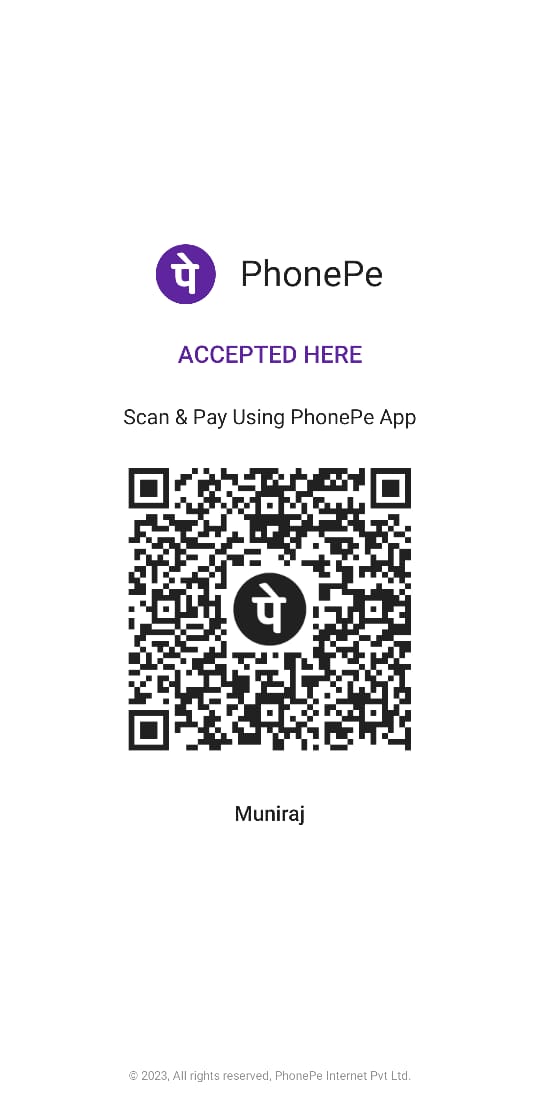 पे PhonePe
ACCEPTED HERE
Scan & Pay Using PhonePe App
पे
Muniraj
© 2023, All rights reserved, PhonePe Internet Pvt Ltd.